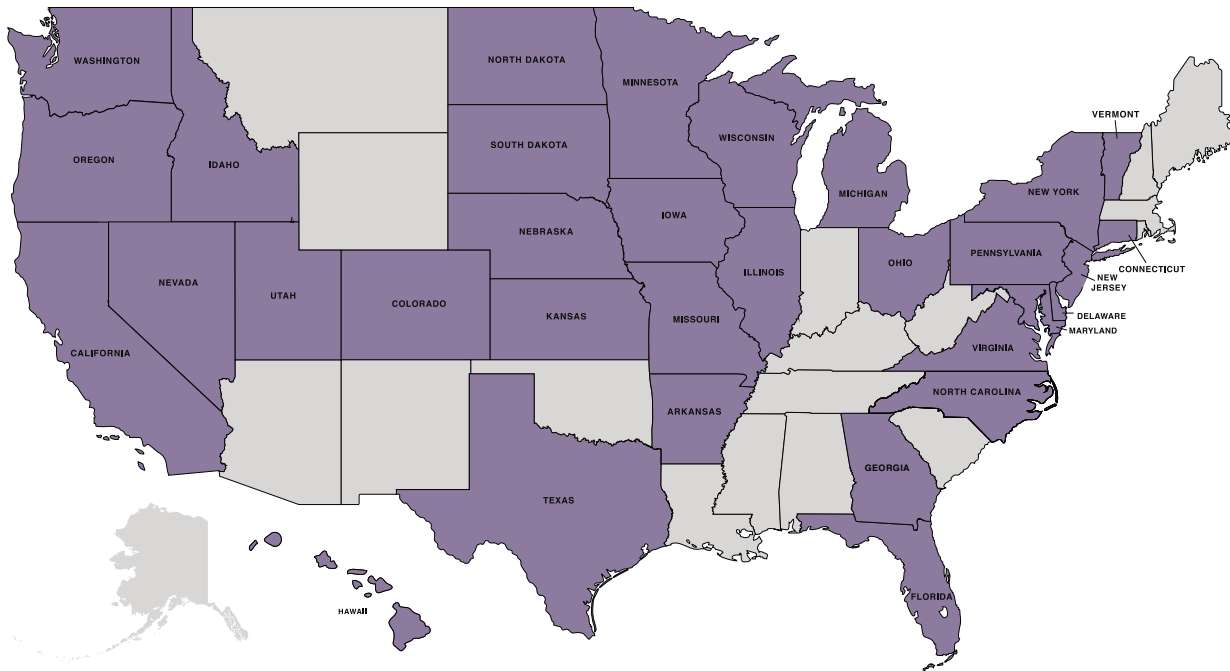 WASHINGTON
NORTH DAKOTA
MINNESOTA
VERMONT
WISCONSIN
SOUTH DAKOTA
OREGON
IDAHO
MICHIGAN
NEW YORK
IOWA
NEBRASKA
PENNSYLVANIA
OHIO
ILLINOIS
CONNECTICUT
NEW
JERSEY
NEVADA
UTAH
COLORADO
KANSAS
MISSOURI
DELAWARE
MARYLAND
VIRGINIA
CALIFORNIA
NORTH CAROLINA
ARKANSAS
GEORGIA
TEXAS
FLORIDA
HAWAII